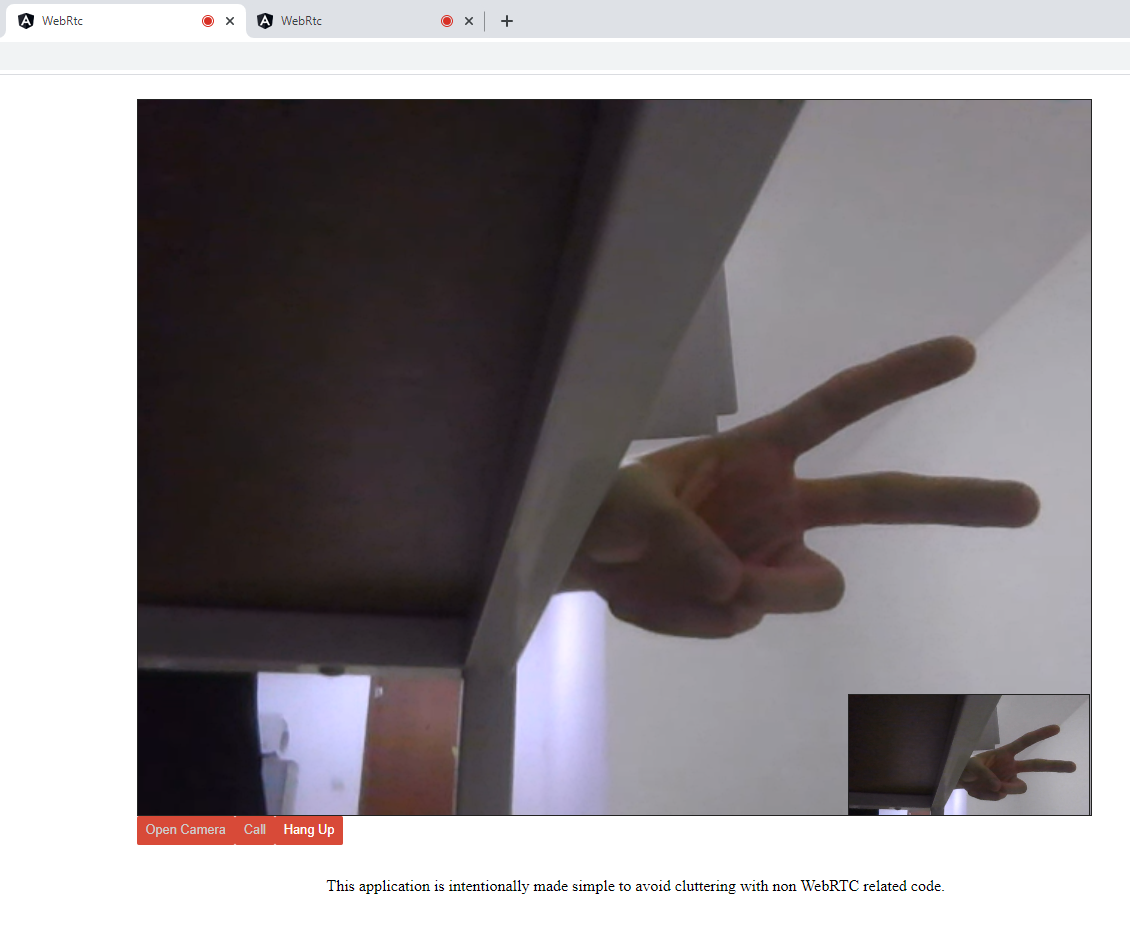 WebRtc
WebRtc
Open Camera Call Hang Up
This application is intentionally made simple to avoid cluttering with non WebRTC related code.